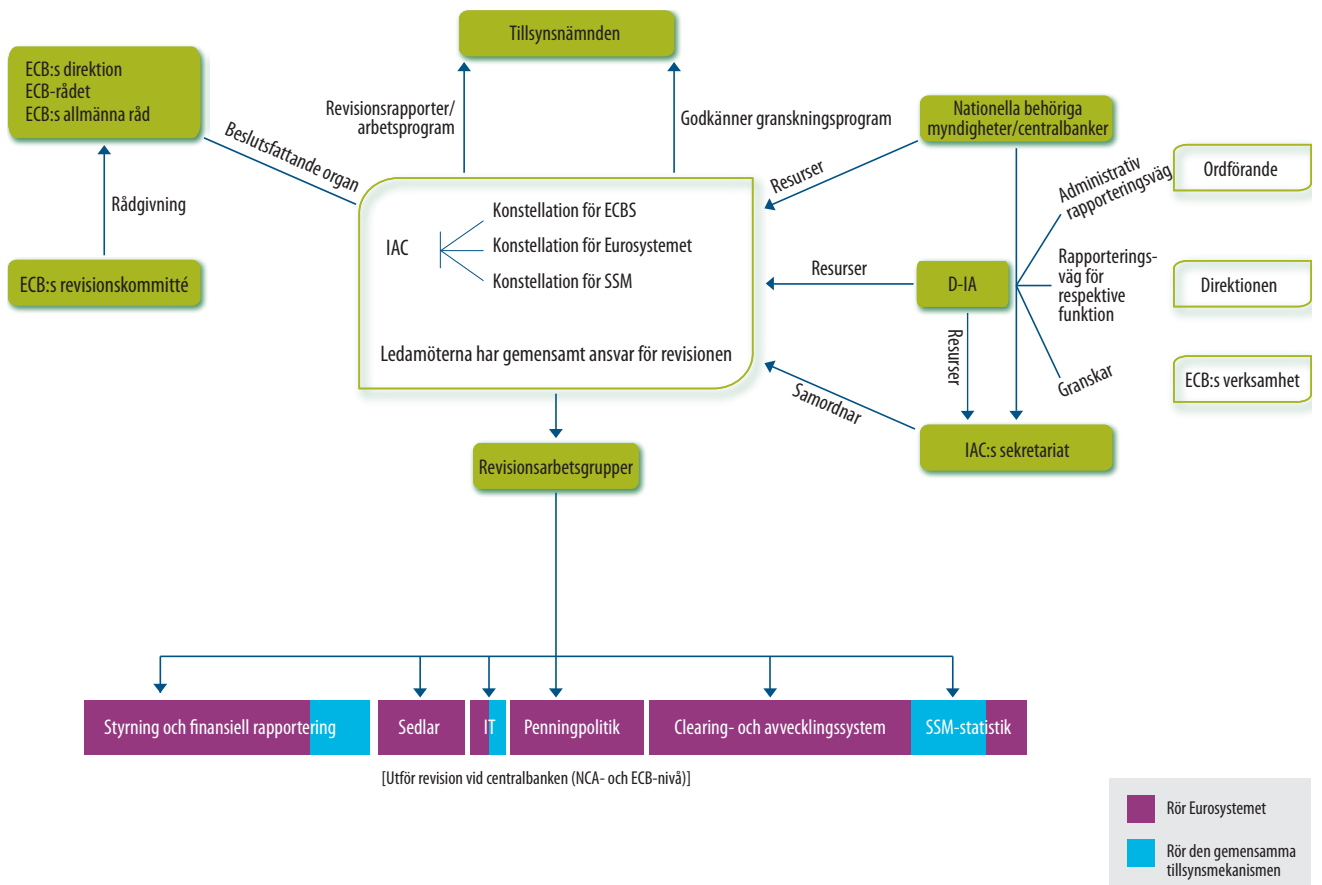 Tillsynsnämnden
ECB:s direktion
ECB-rådet
ECB:s allmänna råd
Revisionsrapporter/
arbetsprogram
Godkänner granskningsprogram
Nationella behöriga
myndigheter/centralbanker
Beslutsfattande organ
Resurser
Administrativ
rapporteringsväg
Ordförande
Rådgivning
Konstellation för ECBS
IAC
Konstellation för Eurosystemet
Konstellation för SSM
ECB:s revisionskommitté
Resurser
D-IA
Rapporterings-
väg för
respektive
funktion
Direktionen
Ledamöterna har gemensamt ansvar för revisionen
Resurser
Granskar
ECB:s verksamhet
Samordnar
IAC:s sekretariat
Revisionsarbetsgrupper
Styrning och finansiell rapportering
Sedlar
IT
Penningpolitik
Clearing- och avvecklingssystem
SSM-statistik
[Utför revision vid centralbanken (NCA- och ECB-nivå)]
Rör Eurosystemet
Rör den gemensamma
tillsynsmekanismen